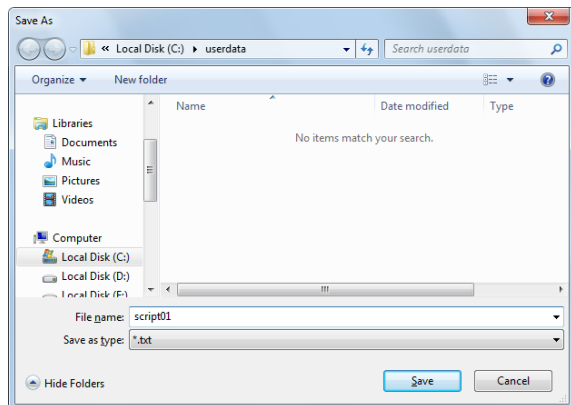 Save As
« Local Disk (C:) ▸ userdata
Search userdata
Organize
New folder
Name
Date modified
Type
No items match your search.
Libraries
Documents
Music
Pictures
Videos
Computer
Local Disk (C:)
Local Disk (D:)
Local Disk (F:)
File name: script01
Save as type: *.txt
Hide Folders
Save
Cancel